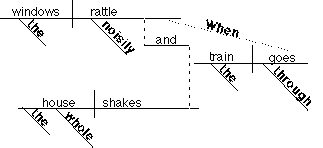 windows rattle
the noisily
When
and
train goes
the through
house shakes
the whole